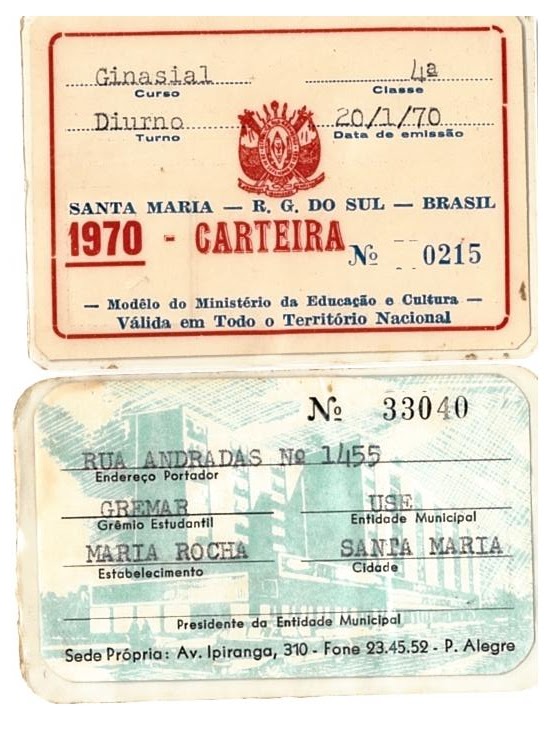 Ginasial 4ª
Curso Classe
Diurno 20/1/70
Turno Data de emissão
SANTA MARIA — R. G. DO SUL — BRASIL
1970 - CARTEIRA Nº 0215
— Modêlo do Ministério da Educação e Cultura —
Válida em Todo o Território Nacional
Nº 33040
RUA ANDRADAS Nº 1/455
Endereço Portador
GREMAR USE
Grêmio Estudantil Entidade Municipal
MARIA ROCHA SANTA MARIA
Estabelecimento Cidade
Presidente da Entidade Municipal
Sede Própria: Av. Ipiranga, 310 - Fone 23.45.52 - P. Alegre